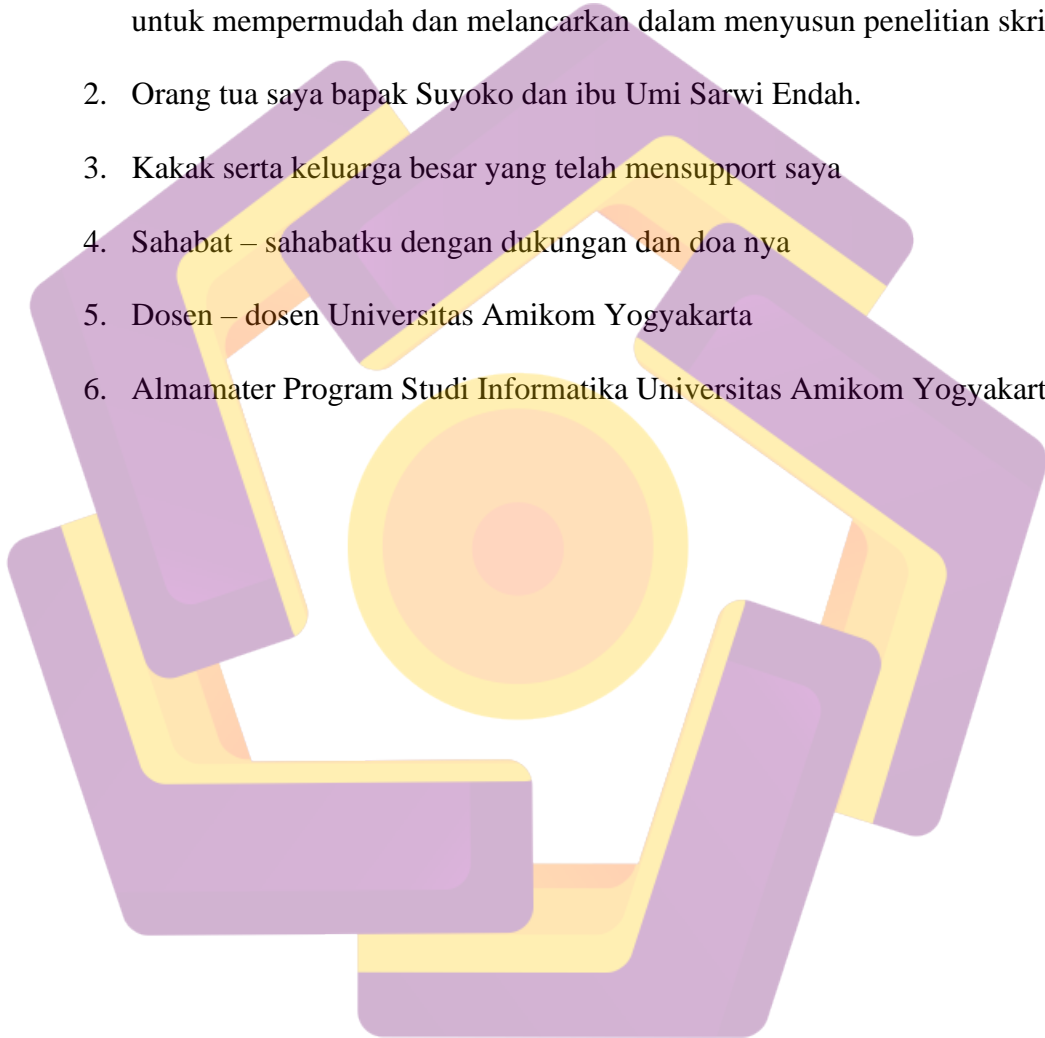 untuk mempermudah dan melancarkan dalam menyusun penelitian skri
2. Orang tua saya bapak Suyoko dan ibu Umi Sarwi Endah.
3. Kakak serta keluarga besar yang telah mensupport saya
4. Sahabat – sahabatku dengan dukungan dan doa nya
5. Dosen – dosen Universitas Amikom Yogyakarta
6. Almamater Program Studi Informatika Universitas Amikom Yogyakart